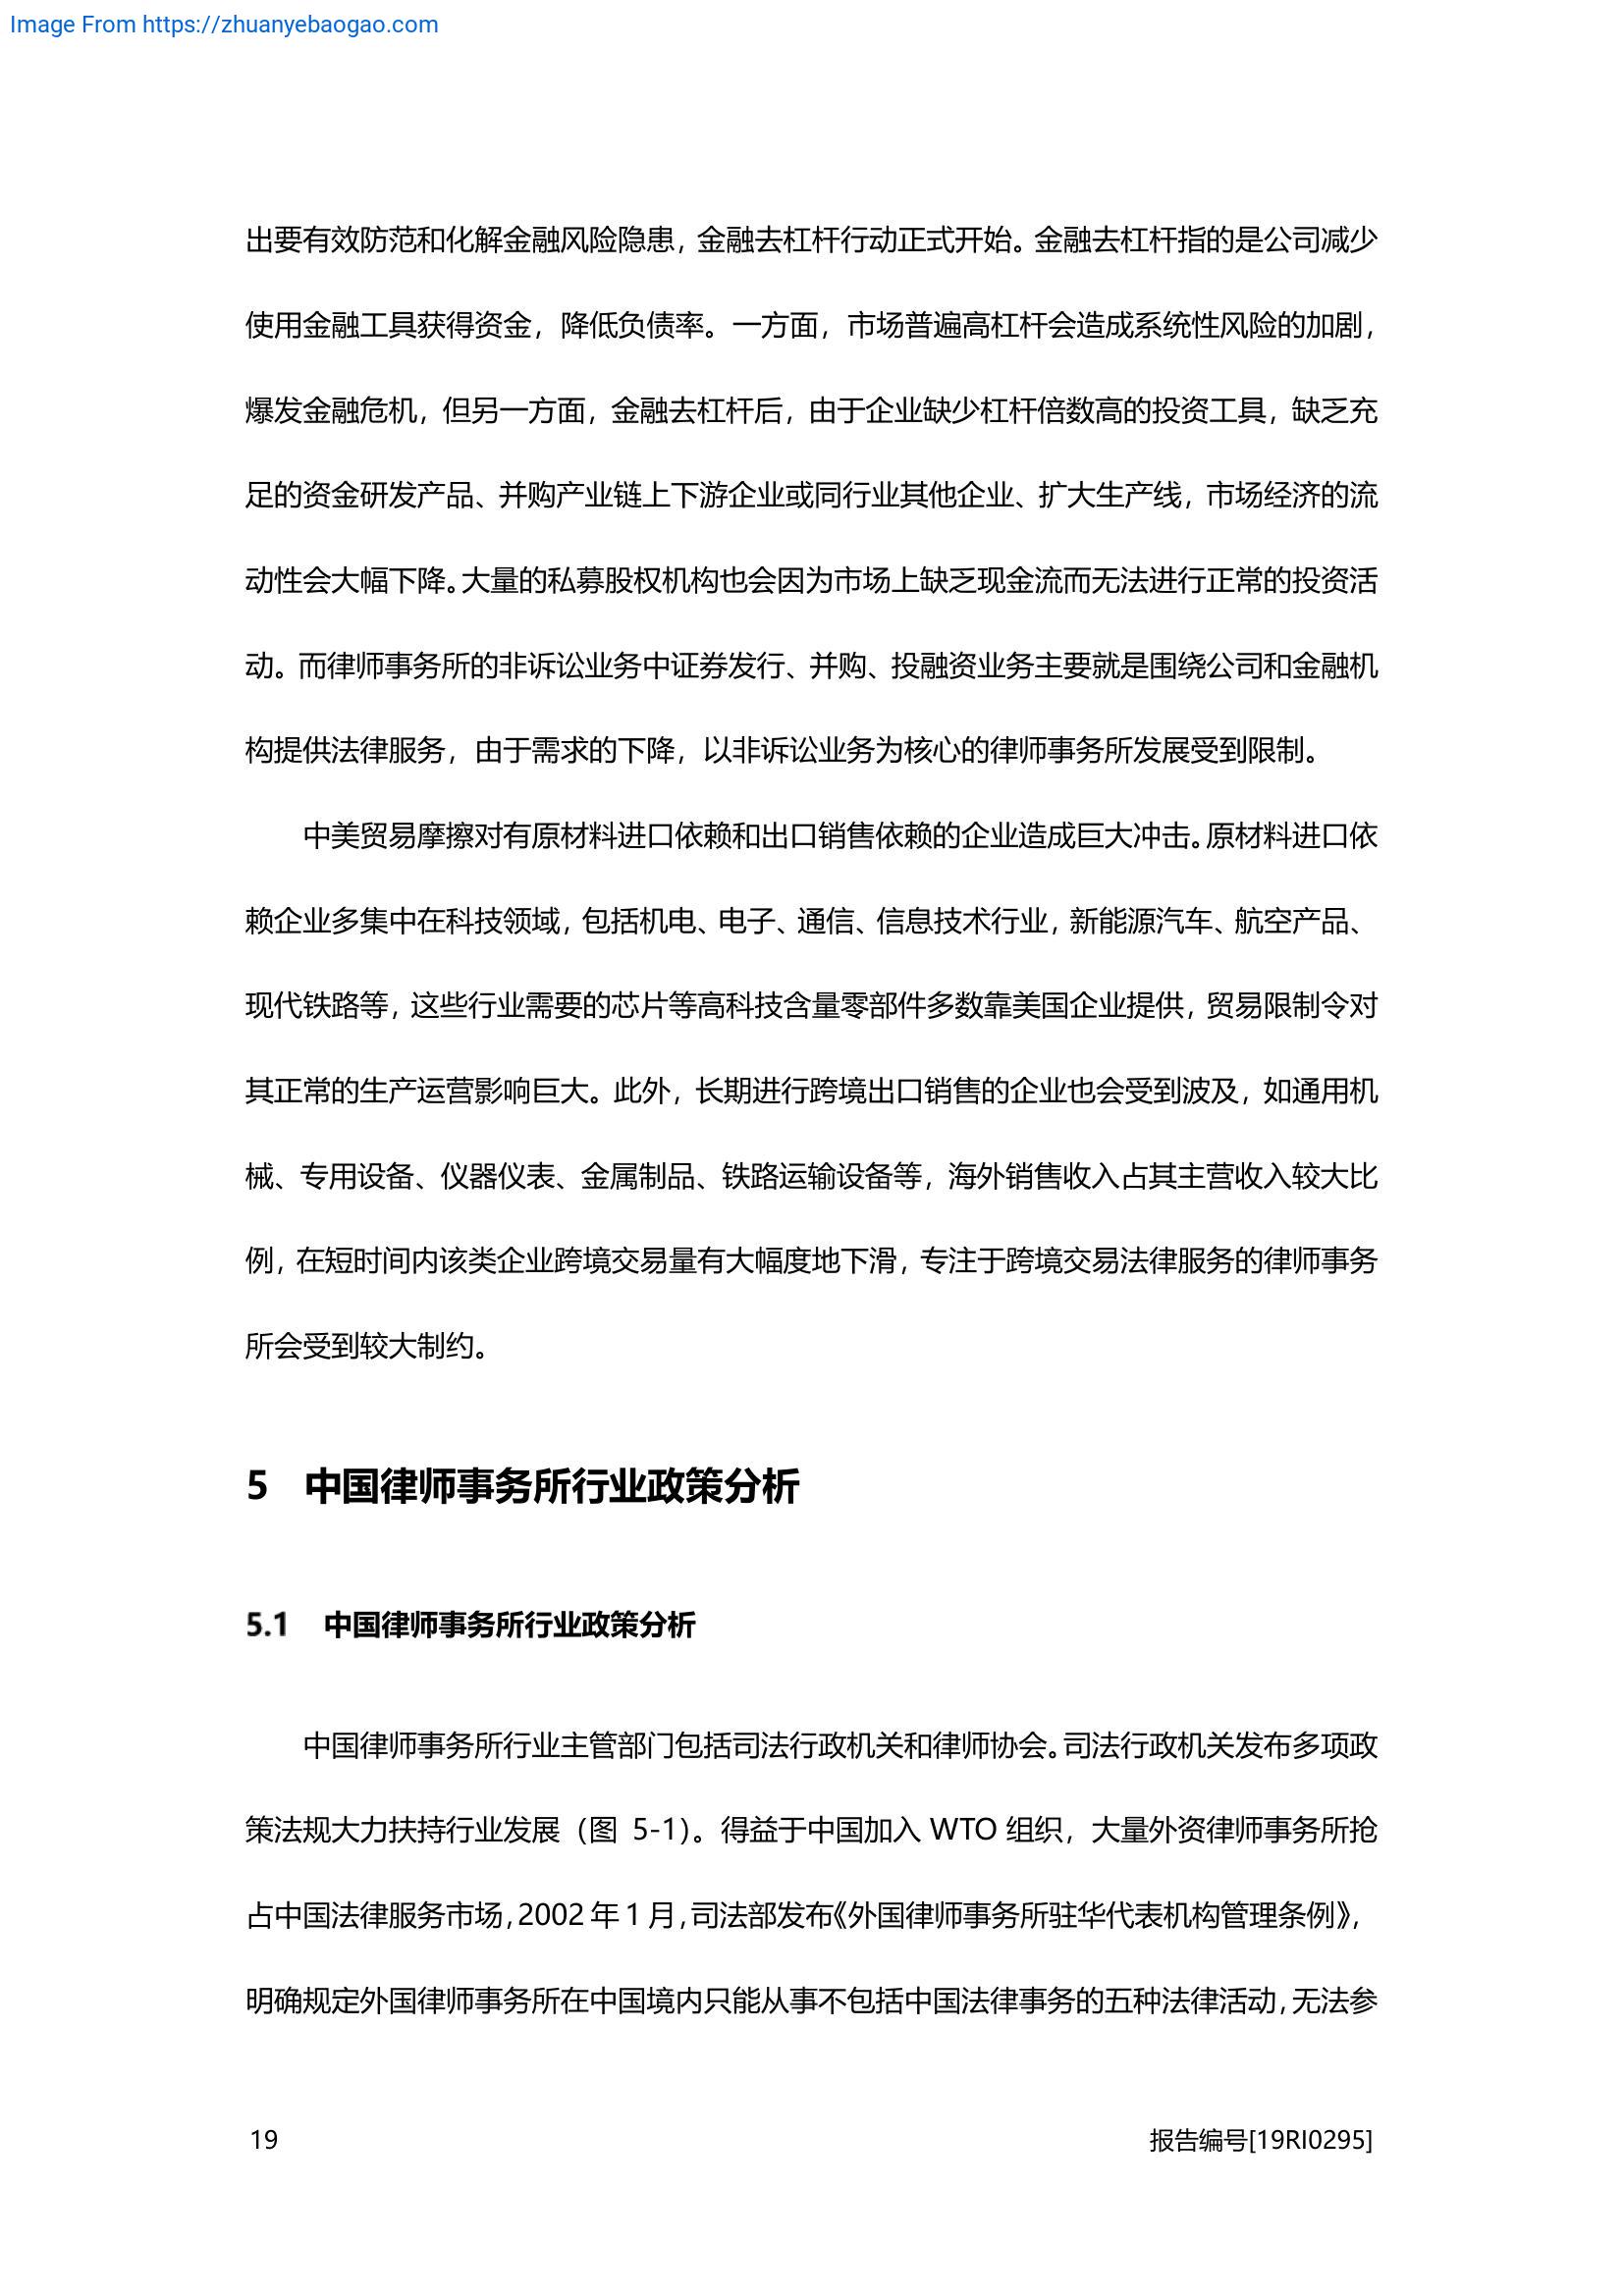 Image From https://zhuanyebaogao.com
出要有效防范和化解金融风险隐患，金融去杠杆行动正式开始。金融去杠杆指的是公司减少
使用金融工具获得资金，降低负债率。一方面，市场普遍高杠杆会造成系统性风险的加剧，
爆发金融危机，但另一方面，金融去杠杆后，由于企业缺少杠杆倍数高的投资工具，缺乏充
足的资金研发产品、并购产业链上下游企业或同行业其他企业、扩大生产线，市场经济的流
动性会大幅下降。大量的私募股权机构也会因为市场上缺乏现金流而无法进行正常的投资活
动。而律师事务所的非诉讼业务中证券发行、并购、投融资业务主要就是围绕公司和金融机
构提供法律服务，由于需求的下降，以非诉讼业务为核心的律师事务所发展受到限制。
中美贸易摩擦对有原材料进口依赖和出口销售依赖的企业造成巨大冲击。原材料进口依
赖企业多集中在科技领域，包括机电、电子、通信、信息技术行业，新能源汽车、航空产品、
现代铁路等，这些行业需要的芯片等高科技含量零部件多数靠美国企业提供，贸易限制令对
其正常的生产运营影响巨大。此外，长期进行跨境出口销售的企业也会受到波及，如通用机
械、专用设备、仪器仪表、金属制品、铁路运输设备等，海外销售收入占其主营收入较大比
例，在短时间内该类企业跨境交易量有大幅度地下滑，专注于跨境交易法律服务的律师事务
所会受到较大制约。
5 中国律师事务所行业政策分析
5.1 中国律师事务所行业政策分析
中国律师事务所行业主管部门包括司法行政机关和律师协会。司法行政机关发布多项政
策法规大力扶持行业发展（图 5-1）。得益于中国加入 WTO 组织，大量外资律师事务所抢
占中国法律服务市场，2002 年 1 月，司法部发布《外国律师事务所驻华代表机构管理条例》，
明确规定外国律师事务所在中国境内只能从事不包括中国法律事务的五种法律活动，无法参
19 报告编号[19RI0295]